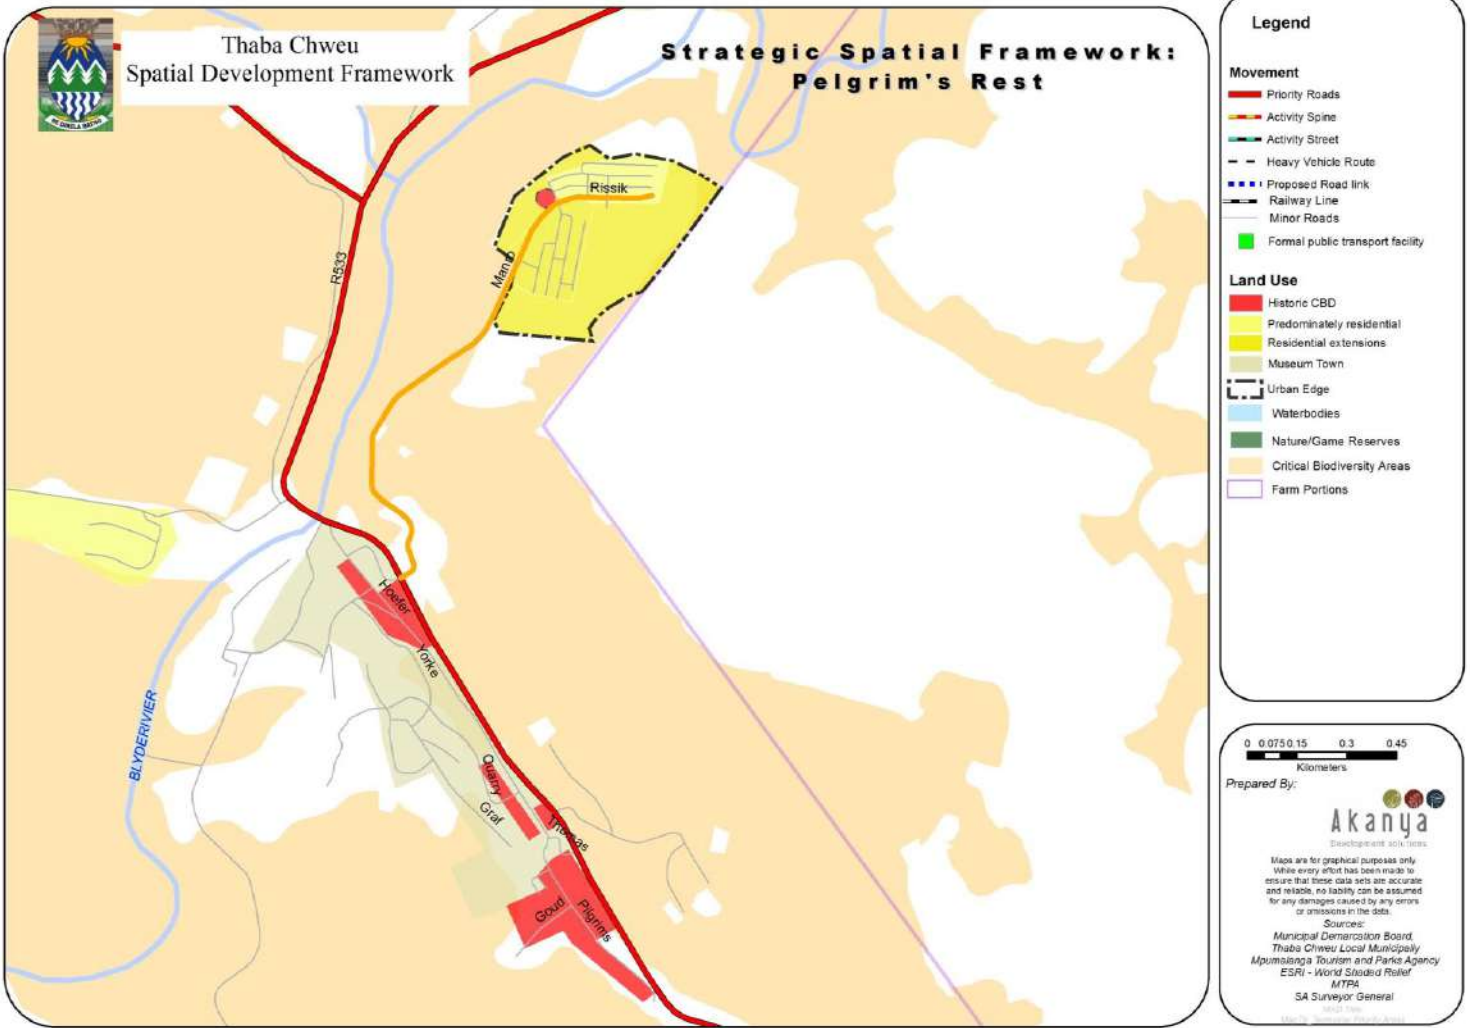 Thaba Chweu
Spatial Development Framework
Strategic Spatial Framework:
Pelgrim's Rest
R533
Rissik
Hoefer
Yorke
Quarry
Graf
Thomas
Goud
Pilgrims
BLYDERIVIER
Legend
Movement
Priority Roads
Activity Spine
Activity Street
Heavy Vehicle Route
Proposed Road link
Railway Line
Minor Roads
Formal public transport facility
Land Use
Historic CBD
Predominately residential
Residential extensions
Museum Town
Urban Edge
Waterbodies
Nature/Game Reserves
Critical Biodiversity Areas
Farm Portions
0 0.075 0.15 0.3 0.45
Kilometers
Prepared By:
Akanya
Development solutions
Maps are for graphical purposes only.
While every effort has been made to
ensure that these data sets are accurate
and reliable, no liability can be assumed
for any damages caused by any errors
or omissions in the data.
Sources:
Municipal Demarcation Board,
Thaba Chweu Local Municipally
Mpumalanga Tourism and Parks Agency
ESRI - World Shaded Relief
MTPA
SA Surveyor General